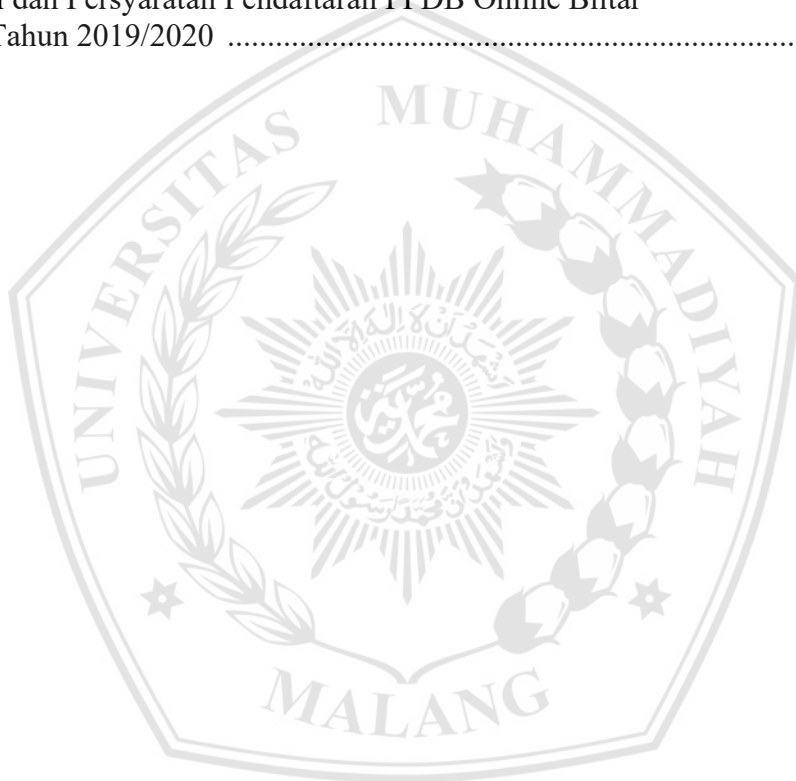 dan Persyaratan Pendaftaran PPDB Online Blitar
Tahun 2019/2020 ......................................................................
UNIVERSITAS MUHAMMADIYAH
MALANG